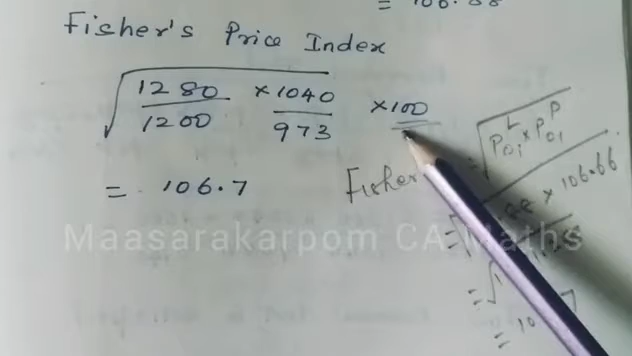 Fisher's Price Index
√ 1280/1200 × 1040/973 × 100
= 106.7
Fisher
= √ P₀₁ᴸ × P₀₁ᴾ
× 106.66
Maasarakarpom CA Maths